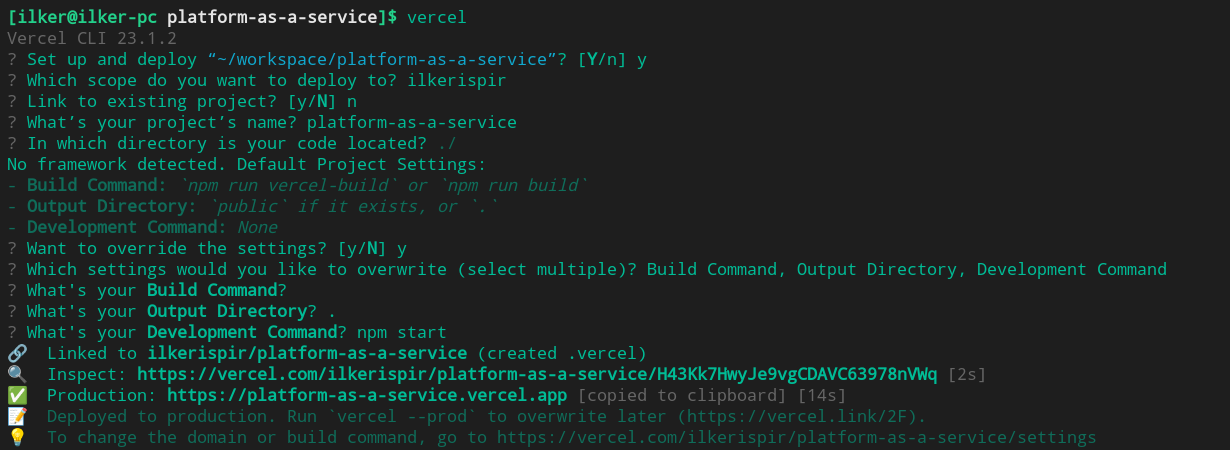 [ilker@ilker-pc platform-as-a-service]$ vercel
Vercel CLI 23.1.2
? Set up and deploy “~/workspace/platform-as-a-service”? [Y/n] y
? Which scope do you want to deploy to? ilkerispir
? Link to existing project? [y/N] n
? What’s your project’s name? platform-as-a-service
? In which directory is your code located? ./
No framework detected. Default Project Settings:
- Build Command: `npm run vercel-build` or `npm run build`
- Output Directory: `public` if it exists, or `.`
- Development Command: None
? Want to override the settings? [y/N] y
? Which settings would you like to overwrite (select multiple)? Build Command, Output Directory, Development Command
? What's your Build Command?
? What's your Output Directory? .
? What's your Development Command? npm start
🔗  Linked to ilkerispir/platform-as-a-service (created .vercel)
🔍  Inspect: https://vercel.com/ilkerispir/platform-as-a-service/H43Kk7HwyJe9vgCDAVC63978nVWq [2s]
✅  Production: https://platform-as-a-service.vercel.app [copied to clipboard] [14s]
📝  Deployed to production. Run `vercel --prod` to overwrite later (https://vercel.link/2F).
💡  To change the domain or build command, go to https://vercel.com/ilkerispir/platform-as-a-service/settings